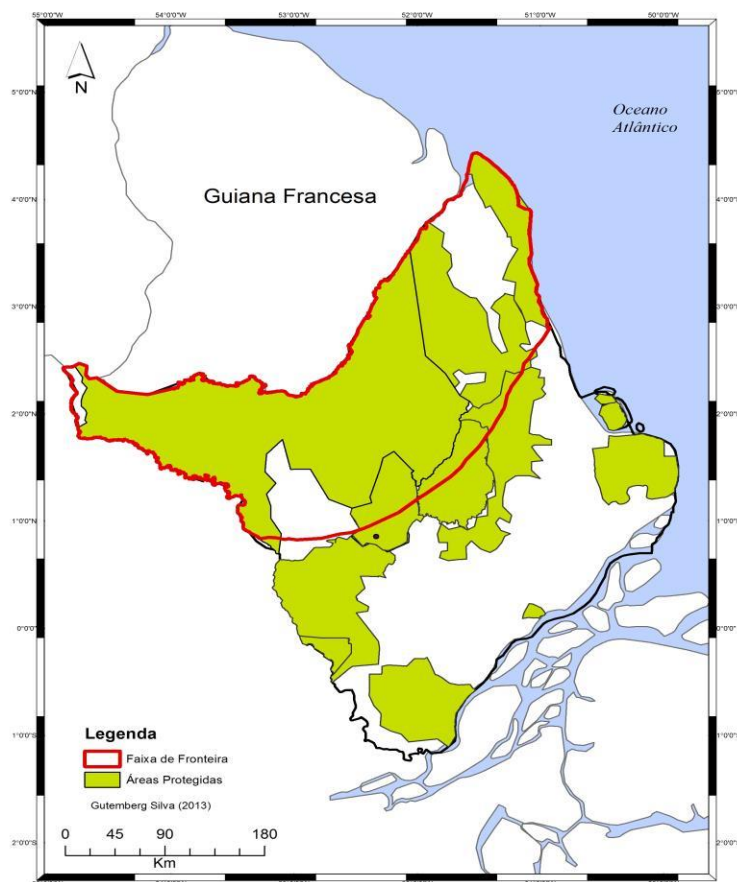 55°0'0"W 53°0'0"W 52°0'0"W 51°0'0"W 50°0'0"W
N
5°0'0"N
Oceano
Atlântico
Guiana Francesa
4°0'0"N
3°0'0"N
2°0'0"N
1°0'0"N
0°0'0"N
1°0'0"S
2°0'0"S
Legenda
Faixa de Fronteira
Áreas Protegidas
Gutemberg Silva (2013)
0 45 90 180
Km